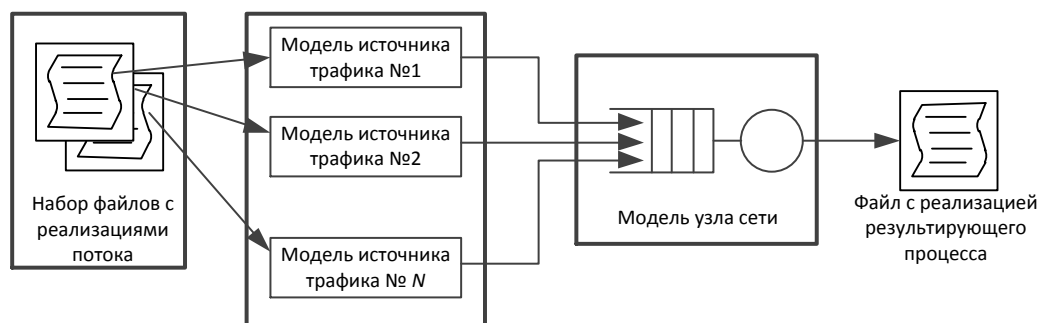 Набор файлов с
реализациями
потока
Модель источника
трафика №1
Модель источника
трафика №2
Модель источника
трафика № N
Модель узла сети
Файл с реализацией
результирующего
процесса